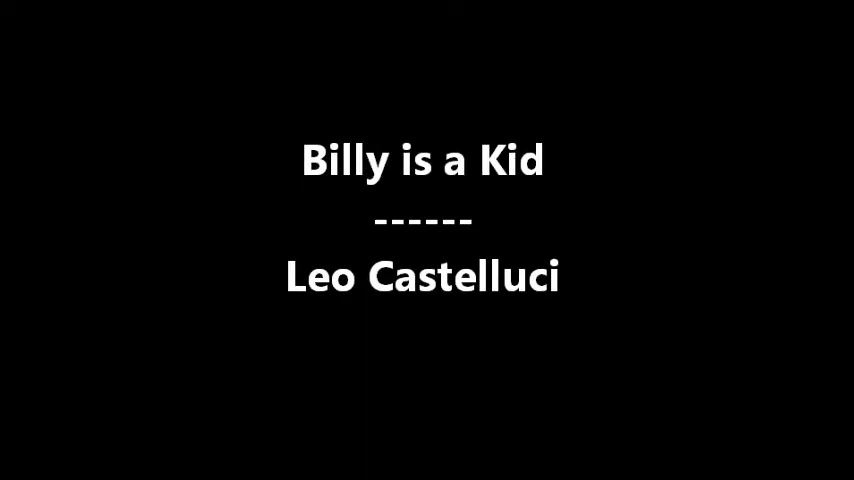 Billy is a Kid
------
Leo Castelluci